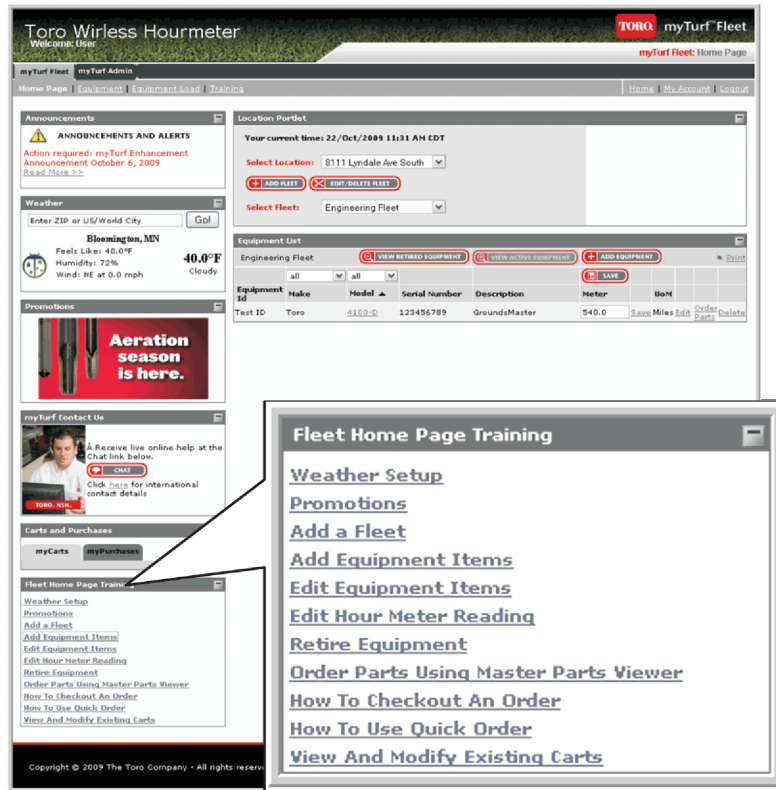 Toro Wirless Hourmeter
Welcome: User
TORO. myTurf™Fleet
myTurf Fleet: Home Page
myTurf Fleet myTurf Admin
Home Page | Equipment | Equipment Load | Training
Home | My Account | Logout
Announcements
ANNOUNCEMENTS AND ALERTS
Action required: myTurf Enhancement
Announcement October 6, 2009
Read More >>
Weather
Enter ZIP or US/World City Go!
Bloomington, MN
Feels Like: 40.0°F
Humidity: 72%
Wind: NE at 0.0 mph
40.0°F
Cloudy
Promotions
Aeration
season
is here.
myTurf Contact Us
Â Receive live online help at the
Chat link below.
CHAT
Click here for international
contact details
TORO. NSN.
Carts and Purchases
myCarts myPurchases
Fleet Home Page Training
Weather Setup
Promotions
Add a Fleet
Add Equipment Items
Edit Equipment Items
Edit Hour Meter Reading
Retire Equipment
Order Parts Using Master Parts Viewer
How To Checkout An Order
How To Use Quick Order
View And Modify Existing Carts
Location Portlet
Your current time: 22/Oct/2009 11:31 AM CDT
Select Location: 8111 Lyndale Ave South
ADD FLEET EDIT/DELETE FLEET
Select Fleet: Engineering Fleet
Equipment List
Engineering Fleet VIEW RETIRED EQUIPMENT VIEW ACTIVE EQUIPMENT ADD EQUIPMENT Print
all all SAVE
Equipment Id Make Model Serial Number Description Meter UoM
Test ID Toro 4100-D 123456789 GroundsMaster 540.0 Save Miles Edit Order Parts Delete
Fleet Home Page Training
Weather Setup
Promotions
Add a Fleet
Add Equipment Items
Edit Equipment Items
Edit Hour Meter Reading
Retire Equipment
Order Parts Using Master Parts Viewer
How To Checkout An Order
How To Use Quick Order
View And Modify Existing Carts
Copyright © 2009 The Toro Company - All rights